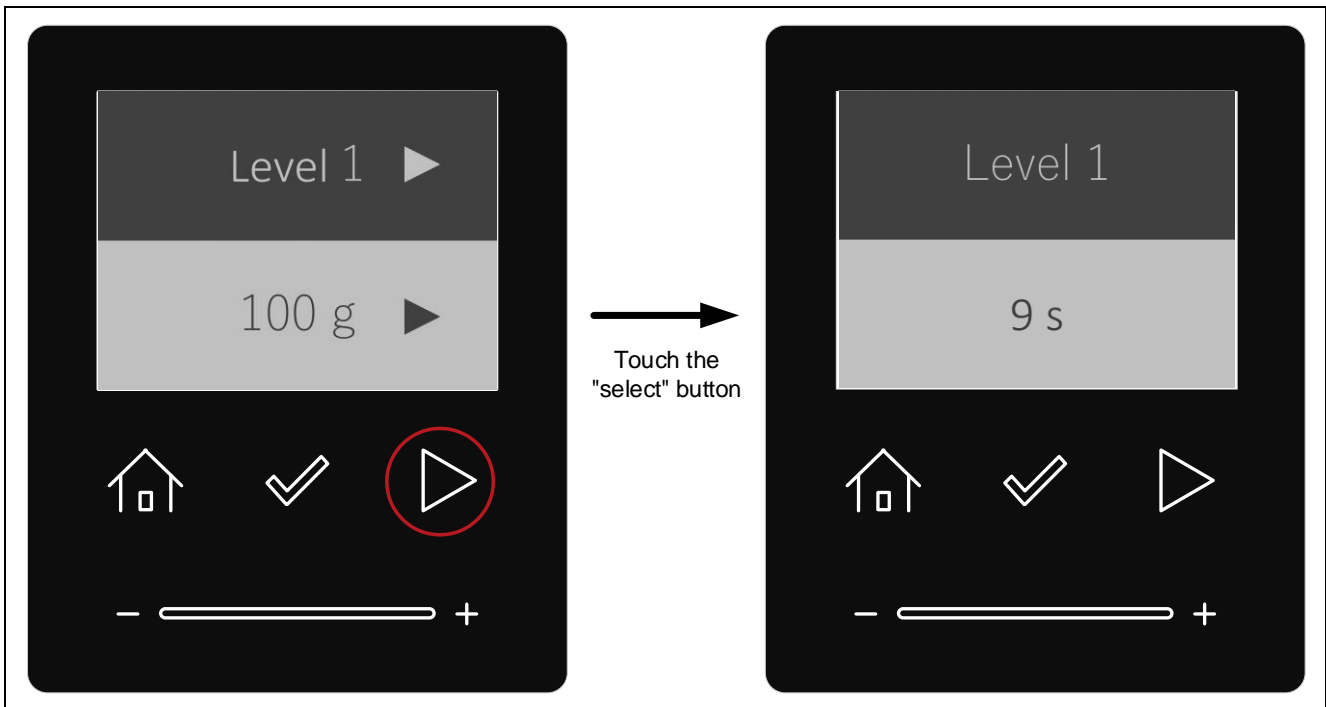 Level 1
100 g
Touch the
"select" button
Level 1
9 s
- +
- +